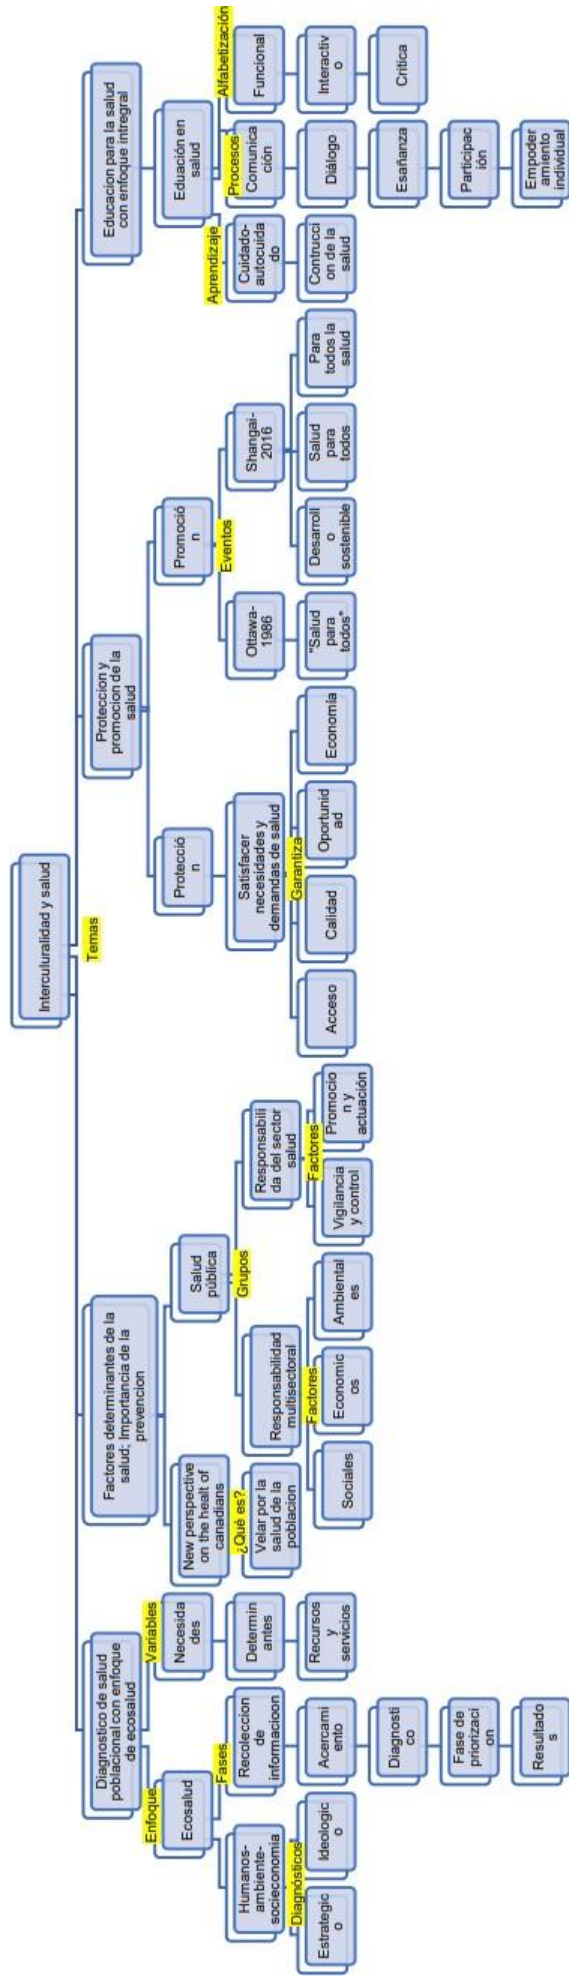 Interculuralidad y salud
Temas
Diagnostico de salud
poblacional con enfoque
de ecosalud
Enfoque
Ecosalud
Humanos-
ambiente-
socieconomia
Diagnósticos
Estrategic
o
Ideologic
o
Fases
Recoleccion
de
informacioon
Acercami
ento
Diagnosti
co
Fase de
priorizaci
on
Resultado
s
Variables
Necesida
des
Determin
antes
Recursos
y
servicios
Factores determinantes de la
salud; Importancia de la
prevencion
New perspective
on the healt of
canadians
¿Qué es?
Velar por la
salud de la
poblacion
Salud
pública
Grupos
Responsabilidad
multisectoral
Factores
Sociales
Economic
os
Ambiental
es
Responsabili
da del sector
salud
Factores
Vigilancia
y control
Promocio
n y
actuación
Proteccion y
promocion de la
salud
Protecció
n
Satisfacer
necesidades y
demandas de salud
Garantiza
Acceso
Calidad
Oportunid
ad
Economía
Promoció
n
Eventos
Ottawa-
1986
"Salud
para
todos"
Shangai-
2016
Desarroll
o
sostenible
Salud
para
todos
Para
todos la
salud
Educacion para la salud
con enfoque intregral
Eduación en
salud
Aprendizaje
Cuidado-
autocuida
do
Contrucci
on de la
salud
Procesos
Comunica
ción
Diálogo
Esañanza
Participac
ión
Empoder
amiento
individual
Alfabetización
Funcional
Interactiv
o
Critica